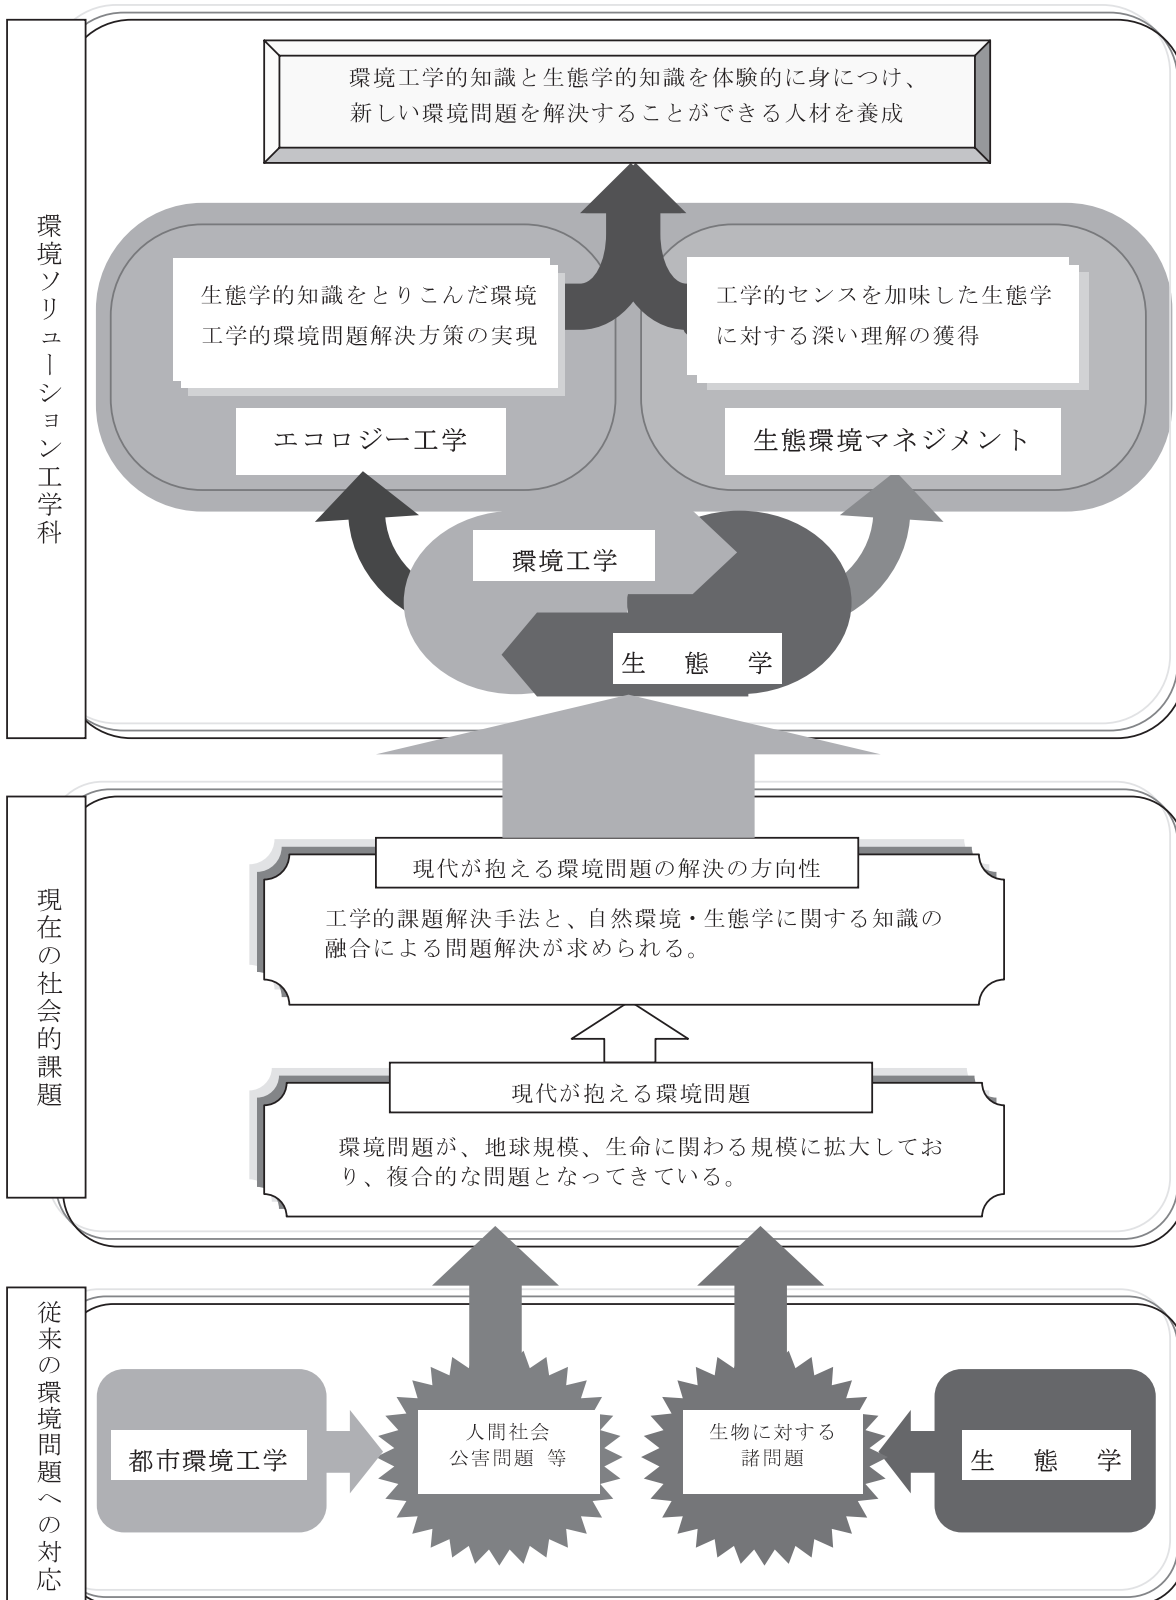 環境ソリューション工学科
環境工学的知識と生態学的知識を体験的に身につけ、
新しい環境問題を解決することができる人材を養成
生態学的知識をとりこんだ環境
工学的環境問題解決方策の実現
エコロジー工学
工学的センスを加味した生態学
に対する深い理解の獲得
生態環境マネジメント
環境工学
生 態 学
現在の社会的課題
現代が抱える環境問題の解決の方向性
工学的課題解決手法と、自然環境・生態学に関する知識の
融合による問題解決が求められる。
現代が抱える環境問題
環境問題が、地球規模、生命に関わる規模に拡大してお
り、複合的な問題となってきている。
従来の環境問題への対応
都市環境工学
人間社会
公害問題 等
生物に対する
諸問題
生 態 学